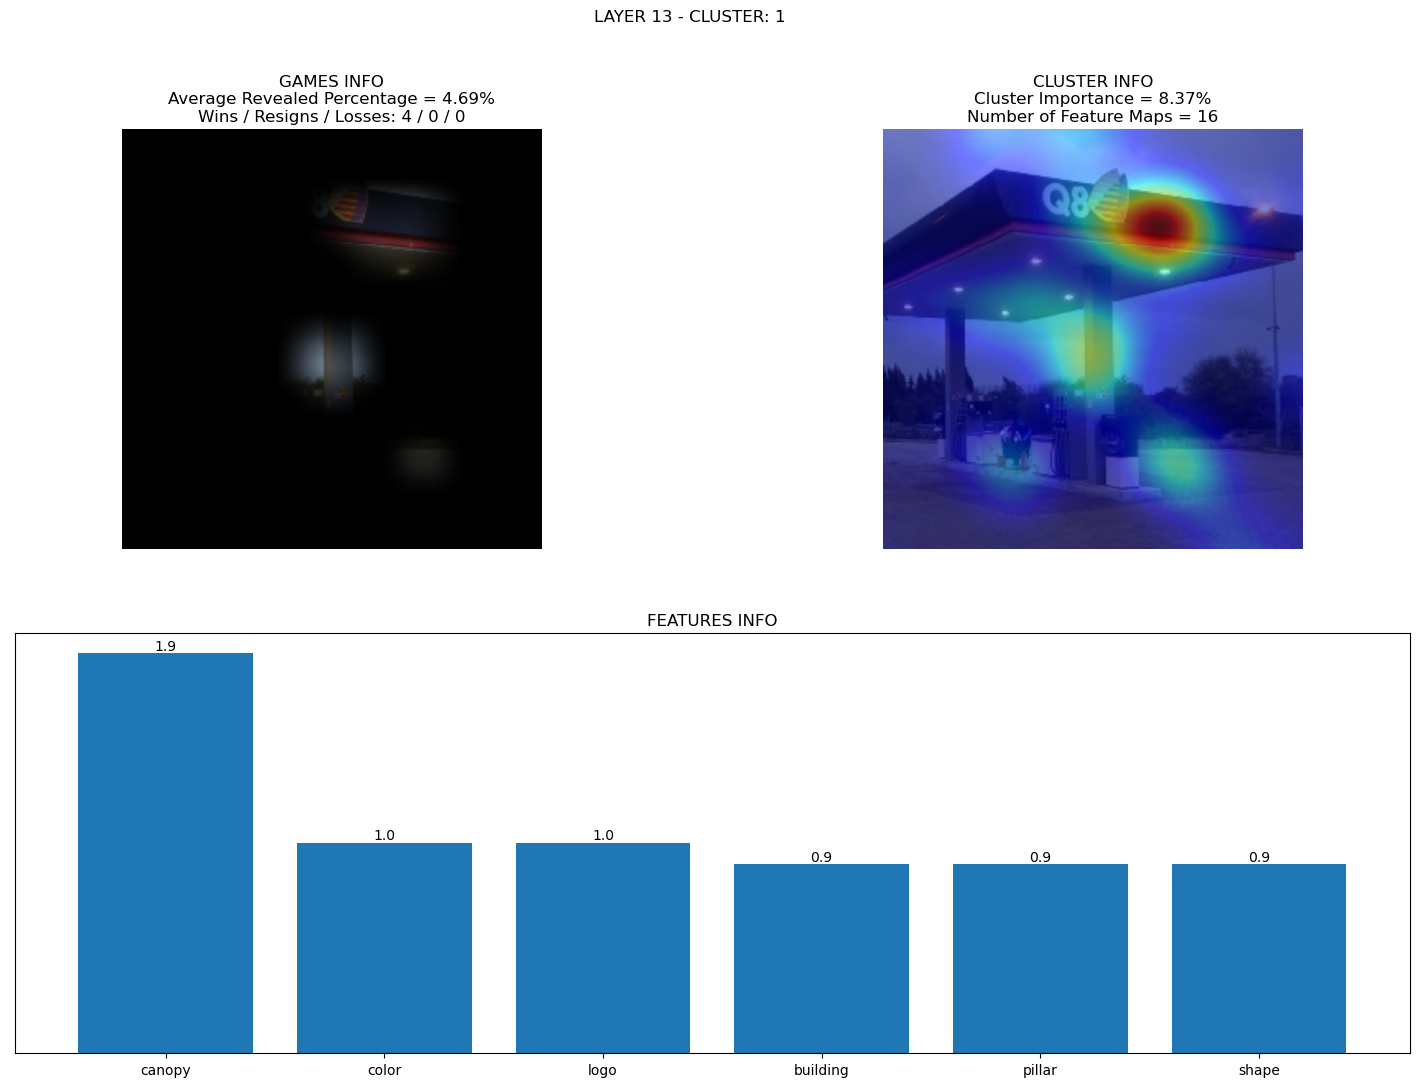 LAYER 13 - CLUSTER: 1
GAMES INFO
Average Revealed Percentage = 4.69%
Wins / Resigns / Losses: 4 / 0 / 0
8
CLUSTER INFO
Cluster Importance = 8.37%
Number of Feature Maps = 16
Q8
FEATURES INFO
1.9
1.0
1.0
0.9
0.9
0.9
canopy
color
logo
building
pillar
shape